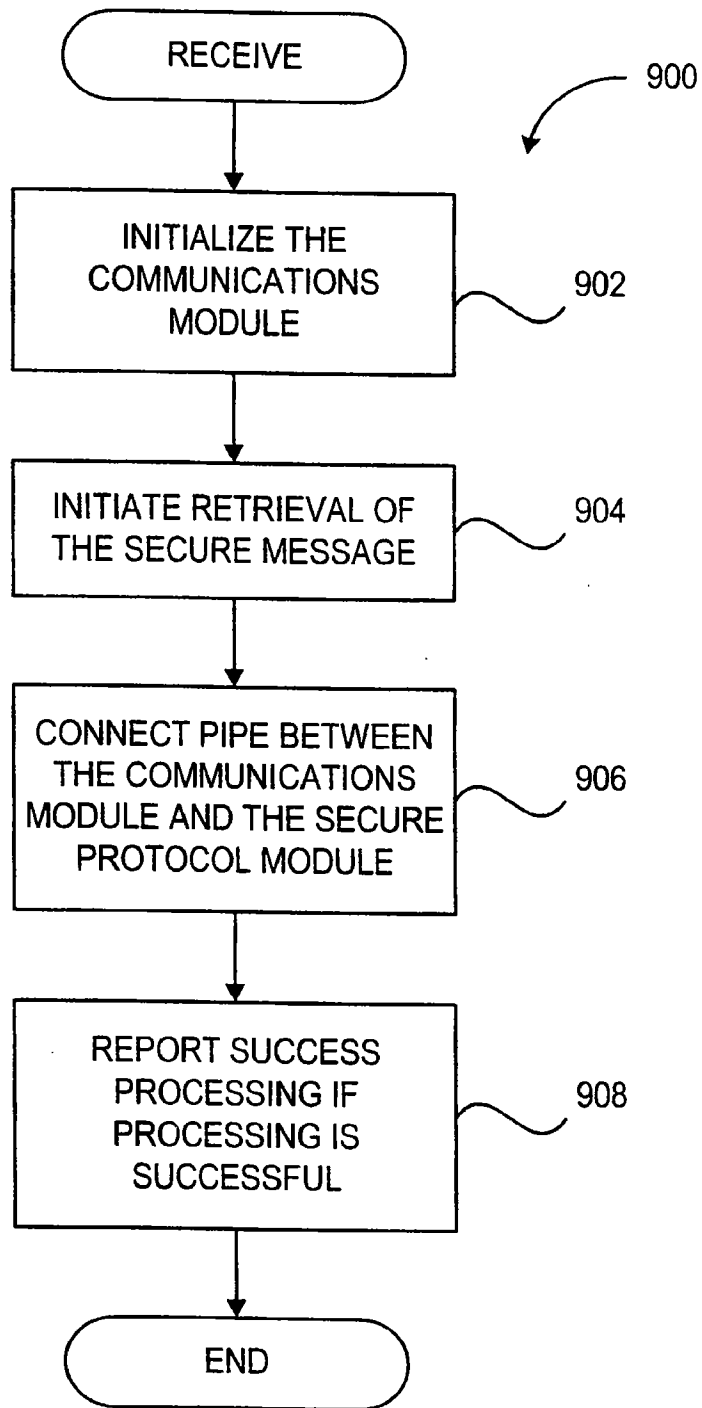 RECEIVE
900
INITIALIZE THE
COMMUNICATIONS
MODULE
902
INITIATE RETRIEVAL OF
THE SECURE MESSAGE
904
CONNECT PIPE BETWEEN
THE COMMUNICATIONS
MODULE AND THE SECURE
PROTOCOL MODULE
906
REPORT SUCCESS
PROCESSING IF
PROCESSING IS
SUCCESSFUL
908
END